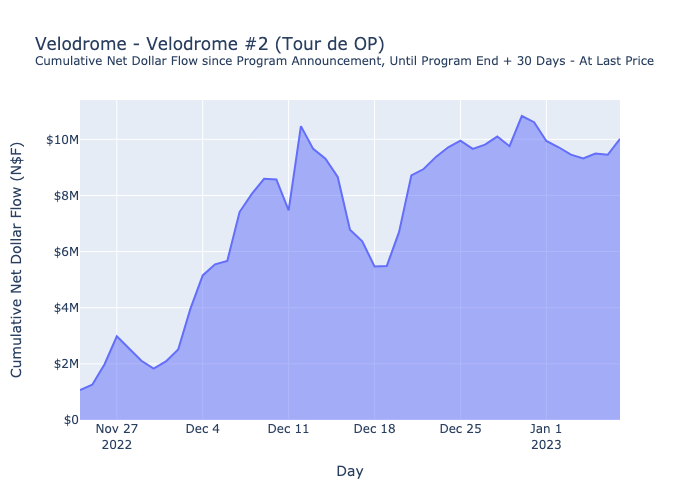 Velodrome - Velodrome #2 (Tour de OP)
Cumulative Net Dollar Flow since Program Announcement, Until Program End + 30 Days - At Last Price
Cumulative Net Dollar Flow (N$F)
$10M
$8M
$6M
$4M
$2M
$0
Nov 27 Dec 4 Dec 11 Dec 18 Dec 25 Jan 1
2022 2023
Day